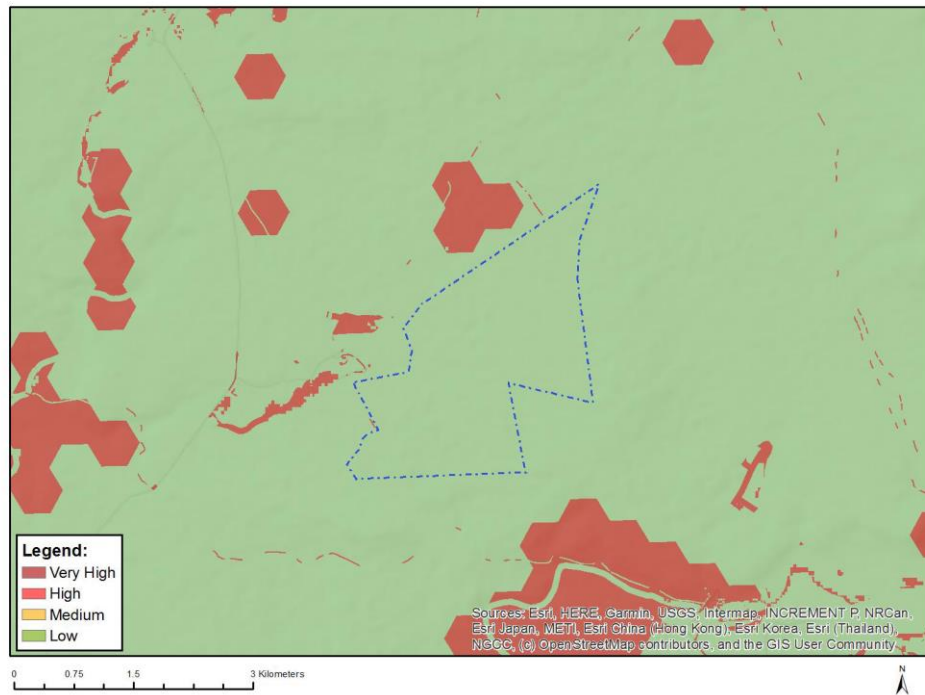 Legend:
Very High
High
Medium
Low
Sources: Esri, HERE, Garmin, USGS, Intermap, INCREMENT P, NRCan,
Esri Japan, METI, Esri China (Hong Kong), Esri Korea, Esri (Thailand),
NGCC, (c) OpenStreetMap contributors, and the GIS User Community
0 0.75 1.5 3 Kilometers
N